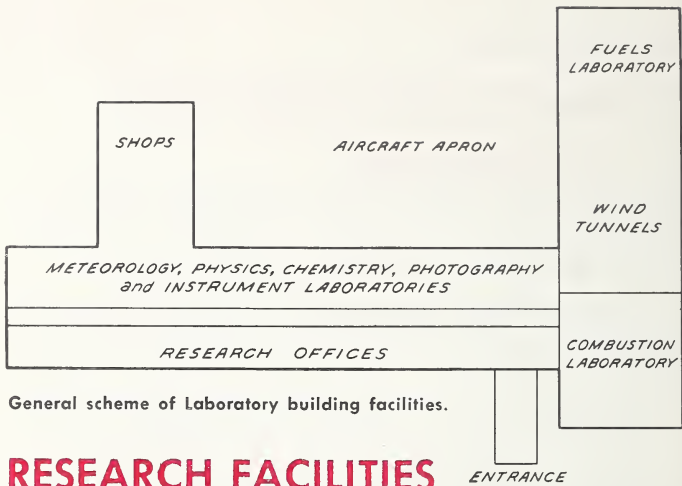 FUELS
LABORATORY
SHOPS
AIRCRAFT APRON
WIND
TUNNELS
METEOROLOGY, PHYSICS, CHEMISTRY, PHOTOGRAPHY
and INSTRUMENT LABORATORIES
RESEARCH OFFICES
COMBUSTION
LABORATORY
General scheme of Laboratory building facilities.
RESEARCH FACILITIES
ENTRANCE